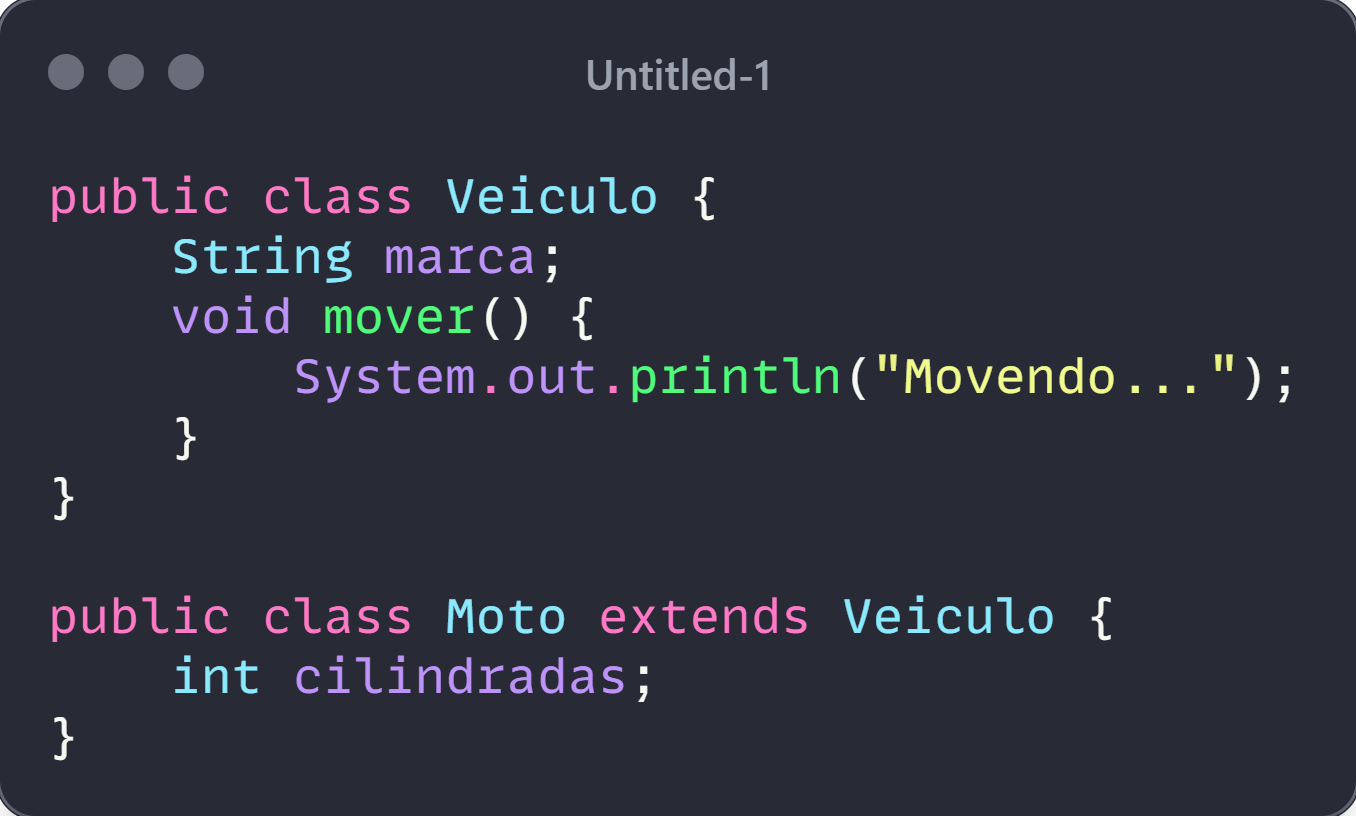 Untitled-1
public class Veiculo {
    String marca;
    void mover() {
        System.out.println("Movendo...");
    }
}

public class Moto extends Veiculo {
    int cilindradas;
}